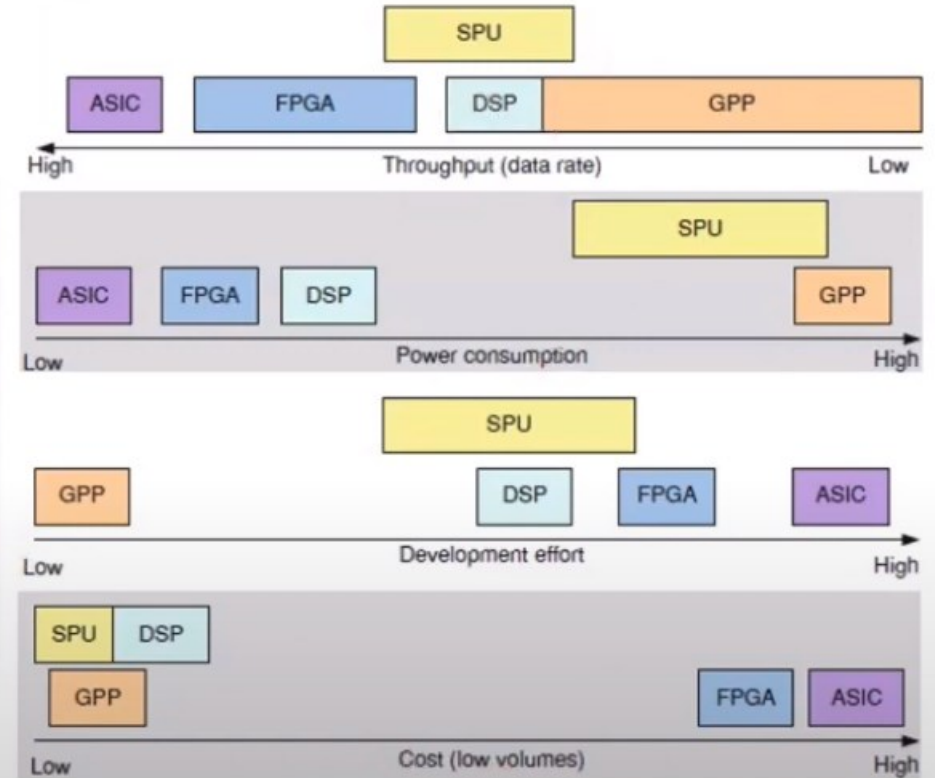 SPU
ASIC FPGA DSP GPP
High Throughput (data rate) Low
SPU
ASIC FPGA DSP GPP
Low Power consumption High
SPU
GPP DSP FPGA ASIC
Low Development effort High
SPU DSP
GPP FPGA ASIC
Low Cost (low volumes) High